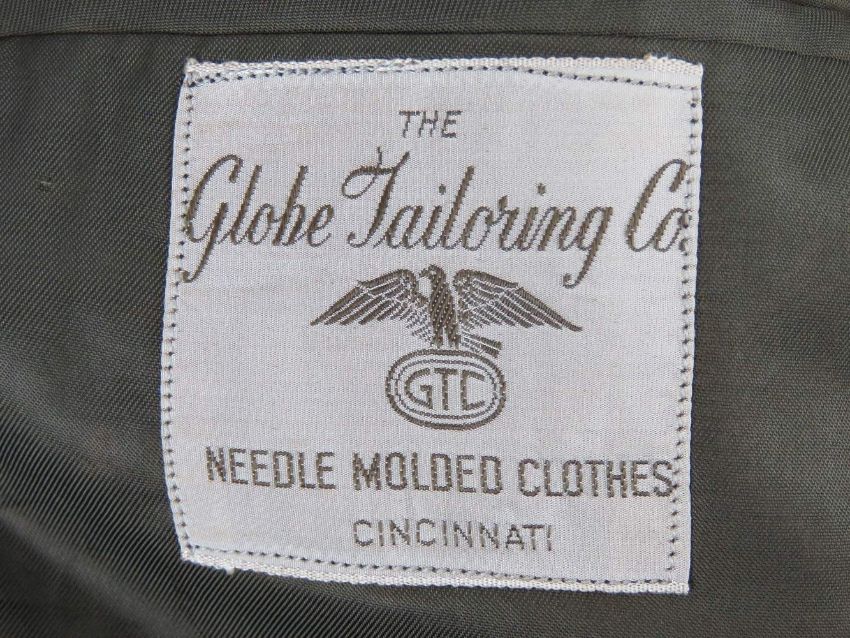 THE
Globe Tailoring Co.
GTC
NEEDLE MOLDED CLOTHES
CINCINNATI